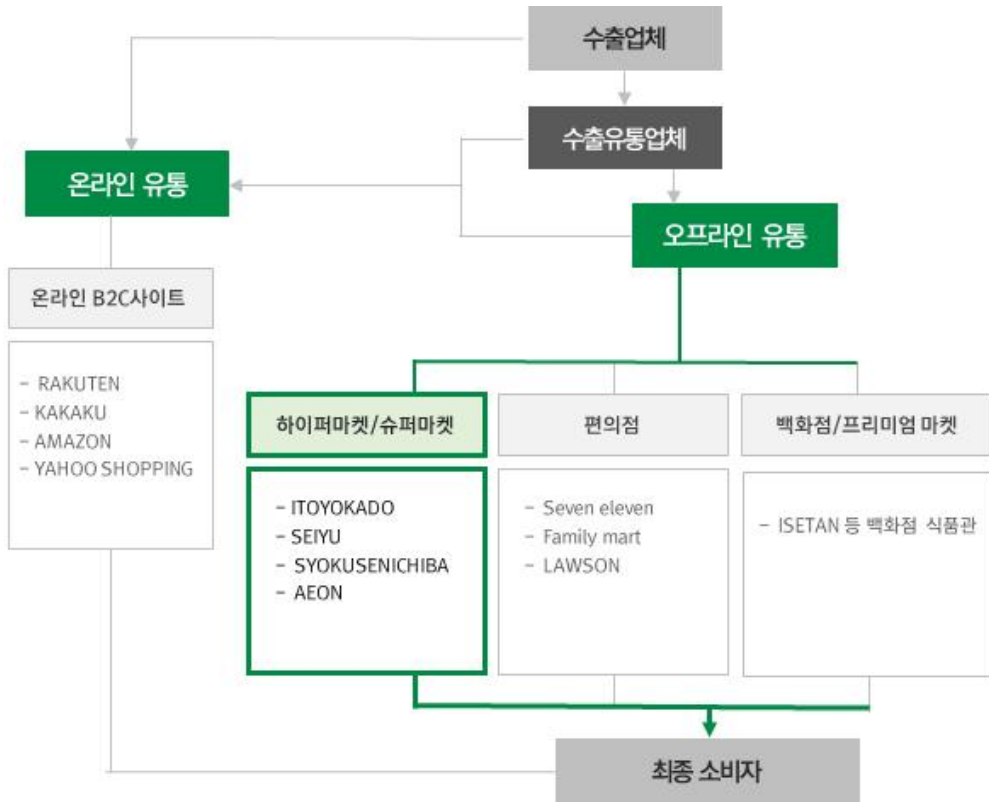 수출업체
수출유통업체
온라인 유통
오프라인 유통
온라인 B2C사이트
- RAKUTEN
- KAKAKU
- AMAZON
- YAHOO SHOPPING
하이퍼마켓/슈퍼마켓
- ITOYOKADO
- SEIYU
- SYOKUSENICHIBA
- AEON
편의점
- Seven eleven
- Family mart
- LAWSON
백화점/프리미엄 마켓
- ISETAN 등 백화점 식품관
최종 소비자